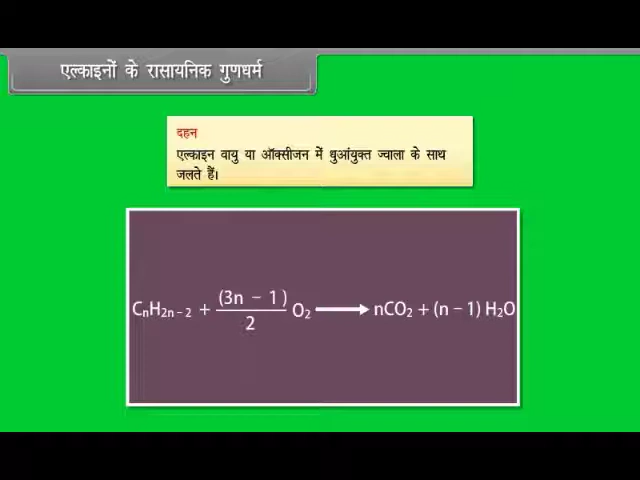 एल्काइनों के रासायनिक गुणधर्म
दहन
एल्काइन वायु या ऑक्सीजन में धुआंयुक्त ज्वाला के साथ
जलते हैं।
CₙH₂ₙ₋₂ + (3n − 1)/2 O₂ ⟶ nCO₂ + (n − 1) H₂O